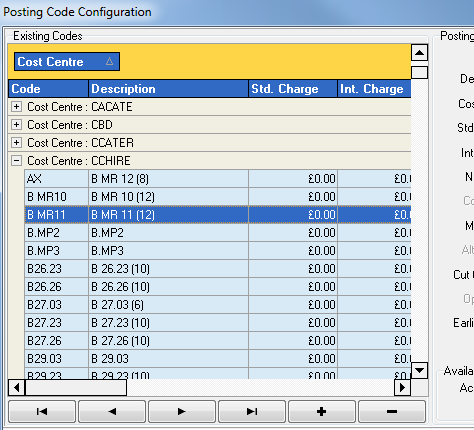 Posting Code Configuration
Existing Codes
Posting
Cost Centre
Code Description Std. Charge Int. Charge
Cost Centre : CACATE
Cost Centre : CBD
Cost Centre : CCATER
Cost Centre : CCHIRE
AX B MR 12 (8) £0.00 £0.0
B MR10 B MR 10 (12) £0.00 £0.0
B MR11 B MR 11 (12) £0.00 £0.0
B.MP2 B.MP2 £0.00 £0.0
B.MP3 B.MP3 £0.00 £0.0
B26.23 B 26.23 (10) £0.00 £0.0
B26.26 B 26.26 (10) £0.00 £0.0
B27.03 B 27.03 (6) £0.00 £0.0
B27.23 B 27.23 (10) £0.00 £0.0
B27.26 B 27.26 (10) £0.00 £0.0
B29.03 B 29.03 £0.00 £0.0
B29.23 B 29.23 (10) £0.00 £0.0
De
Cos
Std
Int
N
Co
M
Alt
Cut
Op
Earli
Availa
Ac